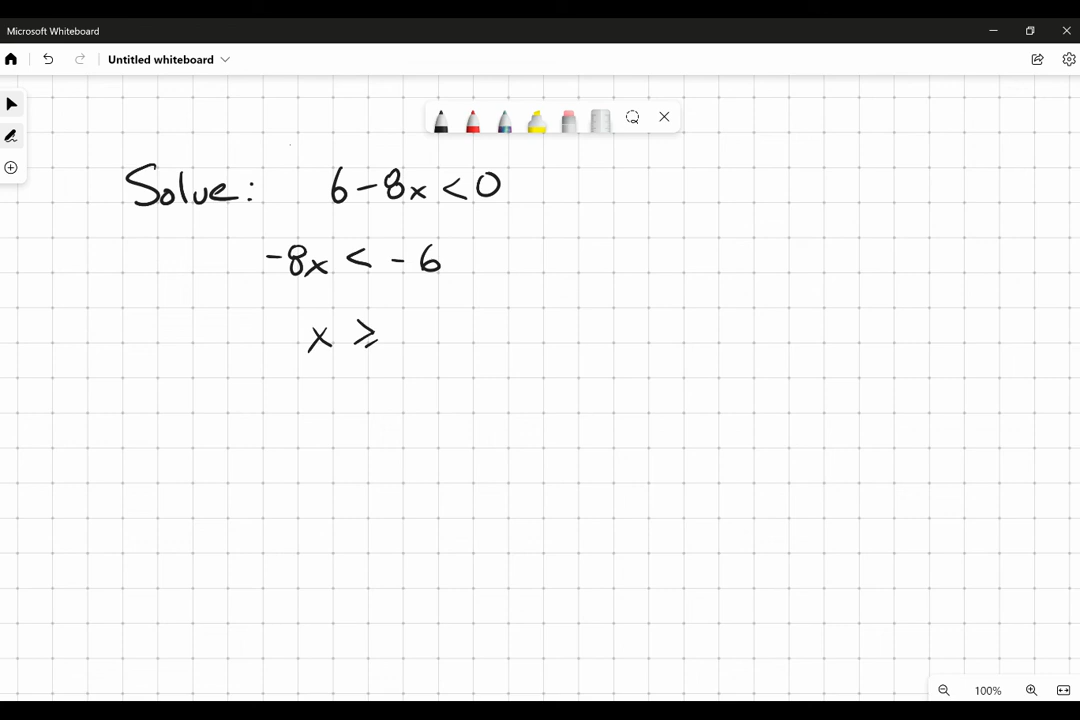 Microsoft Whiteboard
Untitled whiteboard
Solve: 6-8x<0
-8x < -6
x ⩾
100%